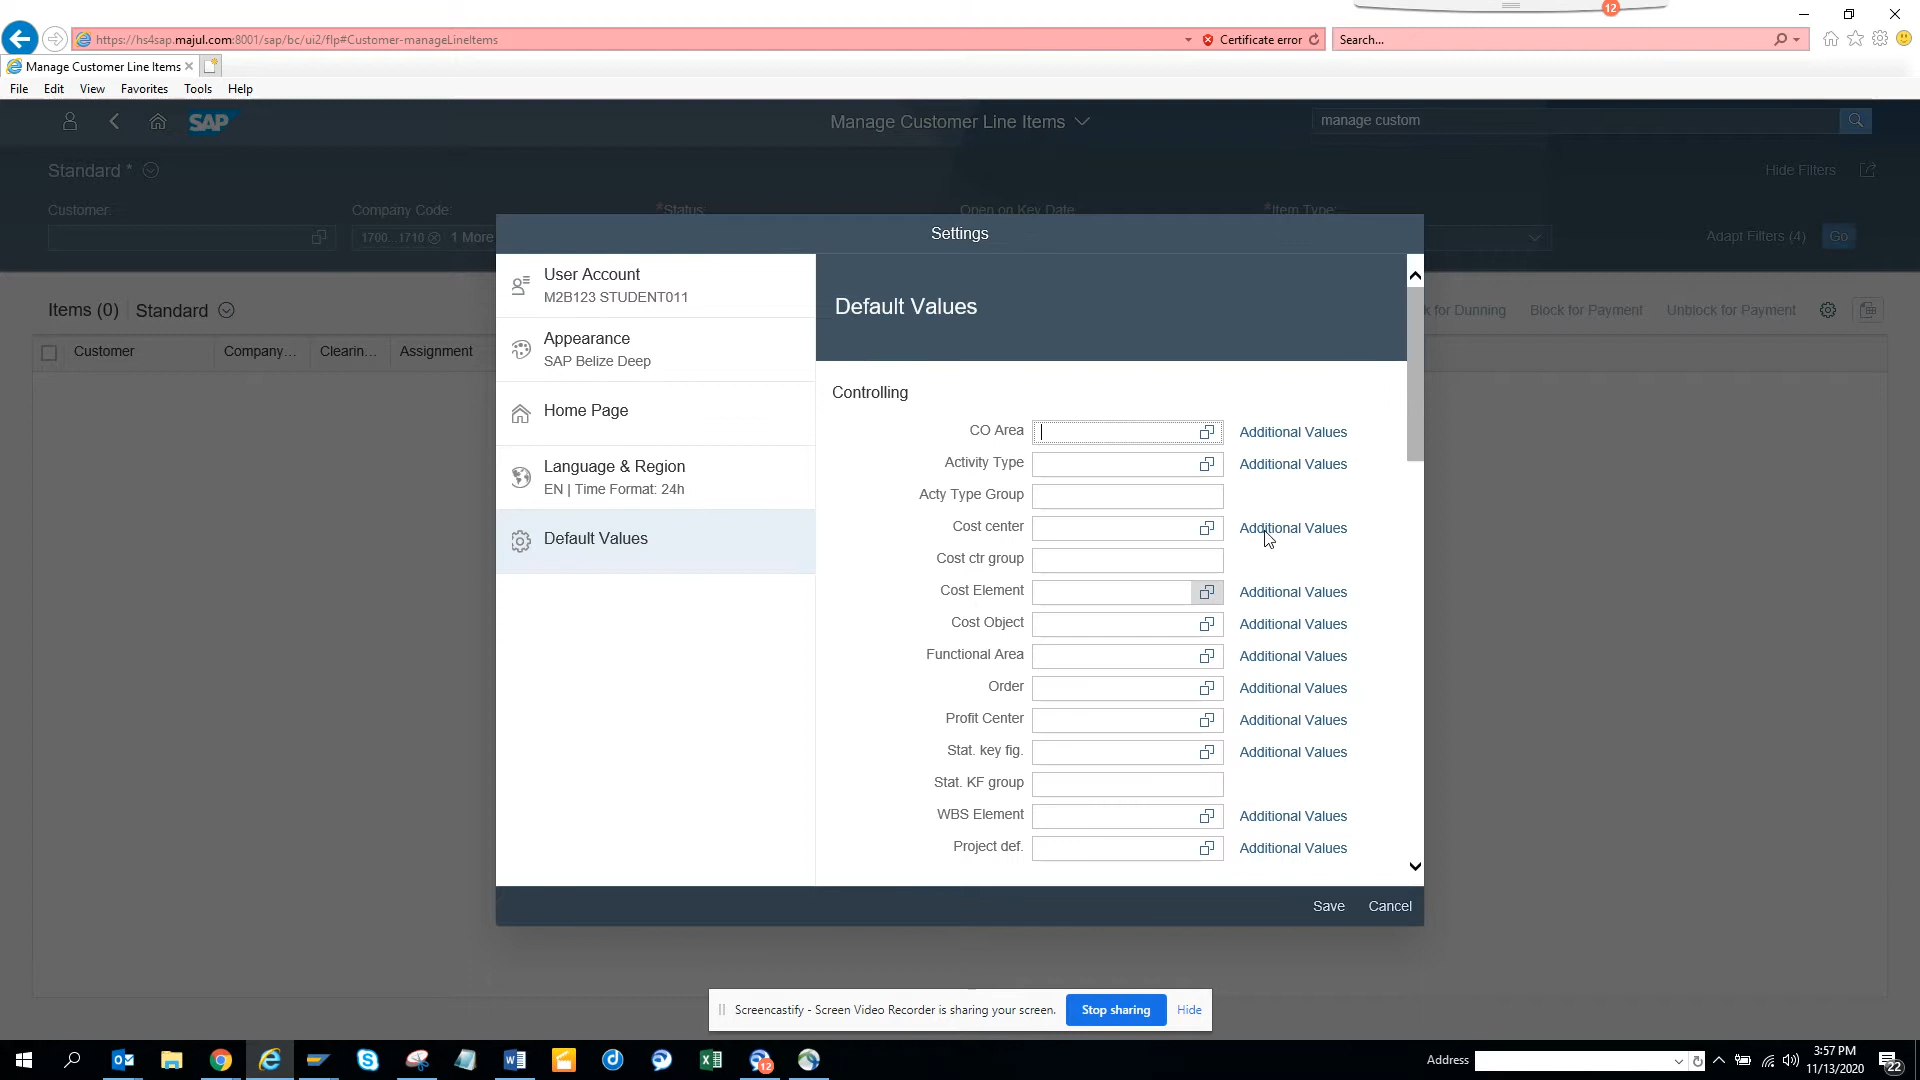 12
https://hs4sap.majul.com:8001/sap/bc/ui2/flp#Customer-manageLineItems
Certificate error
Search...
Manage Customer Line Items
File Edit View Favorites Tools Help
SAP
Manage Customer Line Items
manage custom
Standard *
Hide Filters
Customer: Company Code: *Status: Open on Key Date *Item Type:
1700...1710 1 More
Adapt Filters (4) Go
Items (0) Standard
k for Dunning Block for Payment Unblock for Payment
Customer Company... Clearin... Assignment
Settings
User Account
M2B123 STUDENT011
Appearance
SAP Belize Deep
Home Page
Language & Region
EN | Time Format: 24h
Default Values
Default Values
Controlling
CO Area Additional Values
Activity Type Additional Values
Acty Type Group
Cost center Additional Values
Cost ctr group
Cost Element Additional Values
Cost Object Additional Values
Functional Area Additional Values
Order Additional Values
Profit Center Additional Values
Stat. key fig. Additional Values
Stat. KF group
WBS Element Additional Values
Project def. Additional Values
Save Cancel
Screencastify - Screen Video Recorder is sharing your screen. Stop sharing Hide
12
Address
3:57 PM
11/13/2020
22